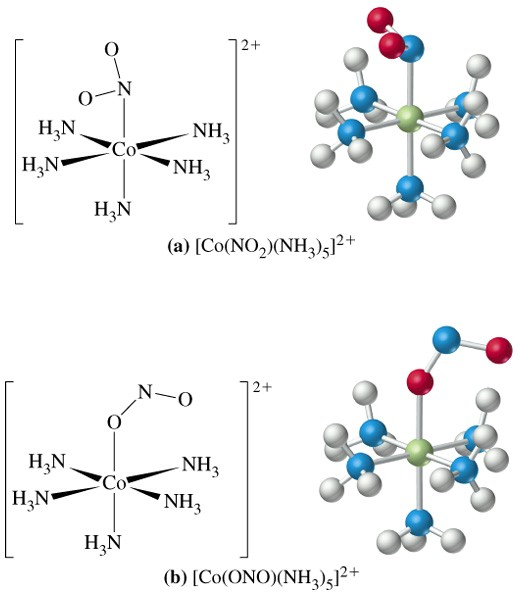 O
2+
O
N
H₃N
NH₃
Co
H₃N
NH₃
H₃N
(a) [Co(NO₂)(NH₃)₅]²⁺
2+
N
O
O
H₃N
NH₃
Co
H₃N
NH₃
H₃N
(b) [Co(ONO)(NH₃)₅]²⁺